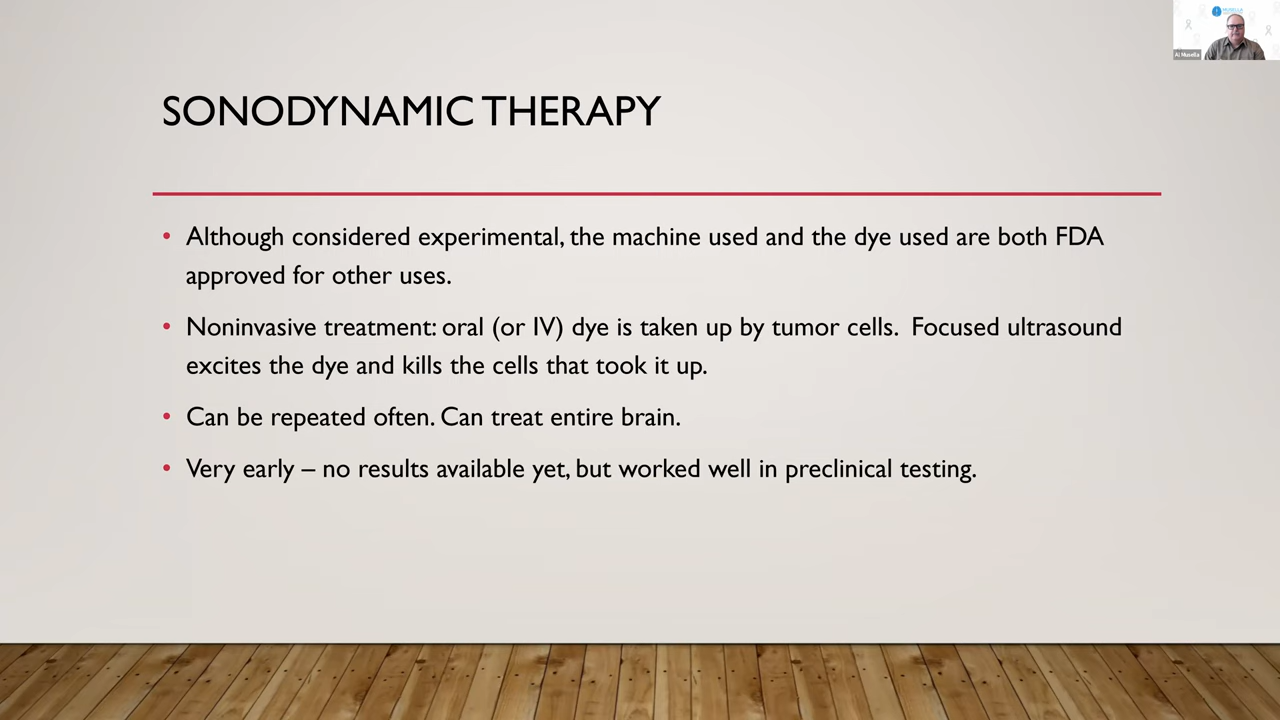 MUSELLA
Al Musella
SONODYNAMIC THERAPY
• Although considered experimental, the machine used and the dye used are both FDA
approved for other uses.
• Noninvasive treatment: oral (or IV) dye is taken up by tumor cells.  Focused ultrasound
excites the dye and kills the cells that took it up.
• Can be repeated often. Can treat entire brain.
• Very early – no results available yet, but worked well in preclinical testing.